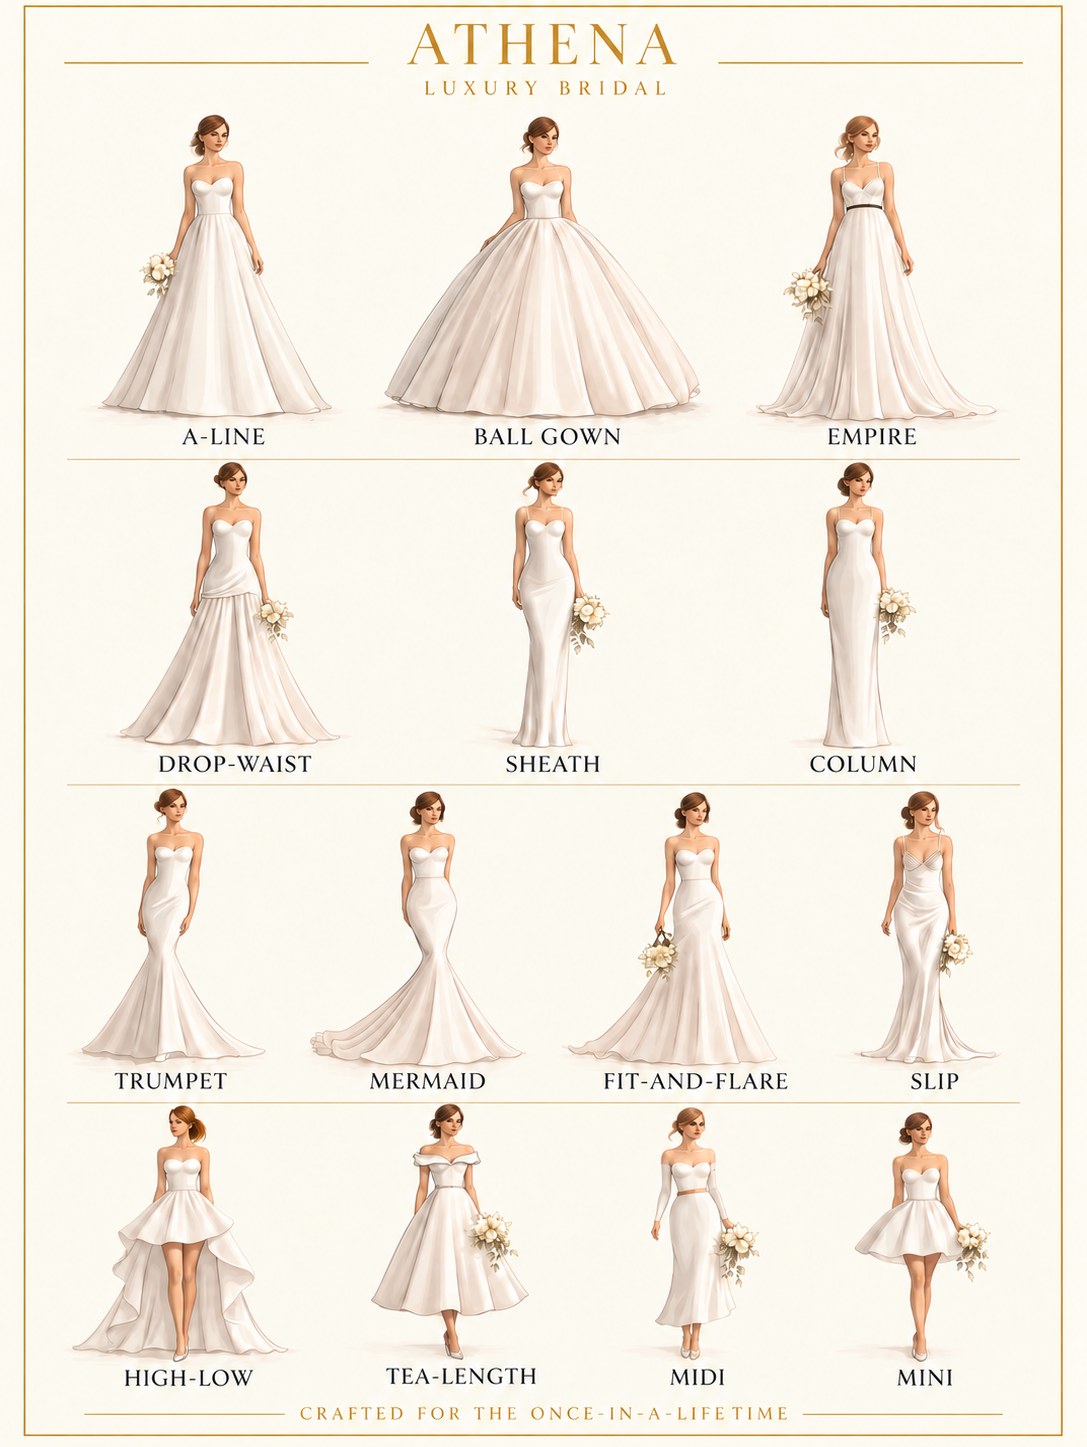 ATHENA
LUXURY BRIDAL
A-LINE
BALL GOWN
EMPIRE
DROP-WAIST
SHEATH
COLUMN
TRUMPET
MERMAID
FIT-AND-FLARE
SLIP
HIGH-LOW
TEA-LENGTH
MIDI
MINI
CRAFTED FOR THE ONCE-IN-A-LIFETIME